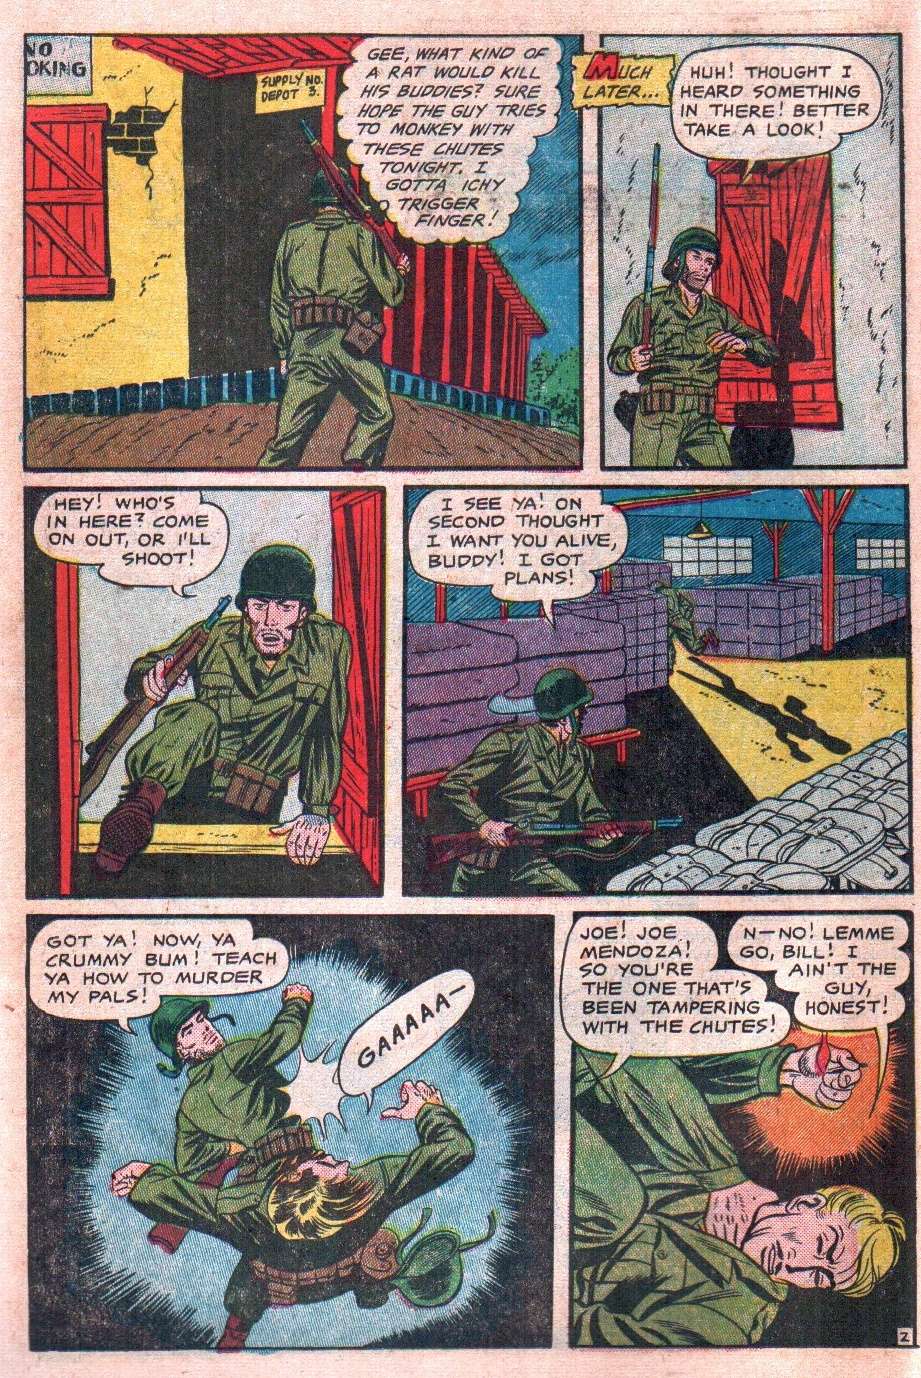 NO
OKING
SUPPLY NO.
DEPOT 3.
GEE, WHAT KIND OF
A RAT WOULD KILL
HIS BUDDIES? SURE
HOPE THE GUY TRIES
TO MONKEY WITH
THESE CHUTES
TONIGHT. I
GOTTA ICHY
TRIGGER
FINGER!
MUCH
LATER...
HUH! THOUGHT I
HEARD SOMETHING
IN THERE! BETTER
TAKE A LOOK!
HEY! WHO'S
IN HERE? COME
ON OUT, OR I'LL
SHOOT!
I SEE YA! ON
SECOND THOUGHT
I WANT YOU ALIVE,
BUDDY! I GOT
PLANS!
GOT YA! NOW, YA
CRUMMY BUM! TEACH
YA HOW TO MURDER
MY PALS!
GAAAAA—
JOE! JOE
MENDOZA!
SO YOU'RE
THE ONE THAT'S
BEEN TAMPERING
WITH THE CHUTES!
N—NO! LEMME
GO, BILL! I
AIN'T THE
GUY,
HONEST!
2